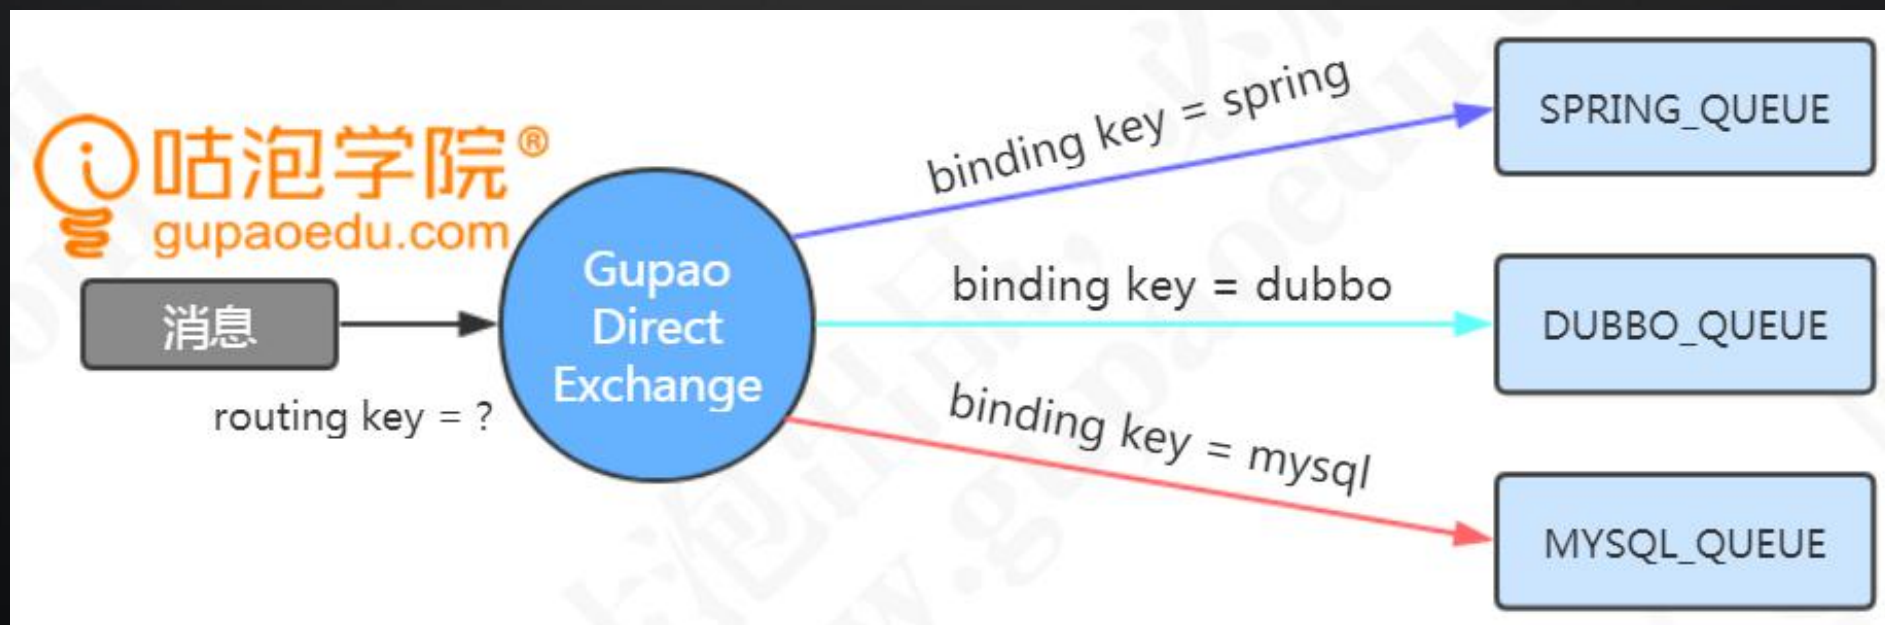 咕泡学院®
gupaoedu.com
消息
routing key = ?
Gupao
Direct
Exchange
binding key = spring
binding key = dubbo
binding key = mysql
SPRING_QUEUE
DUBBO_QUEUE
MYSQL_QUEUE